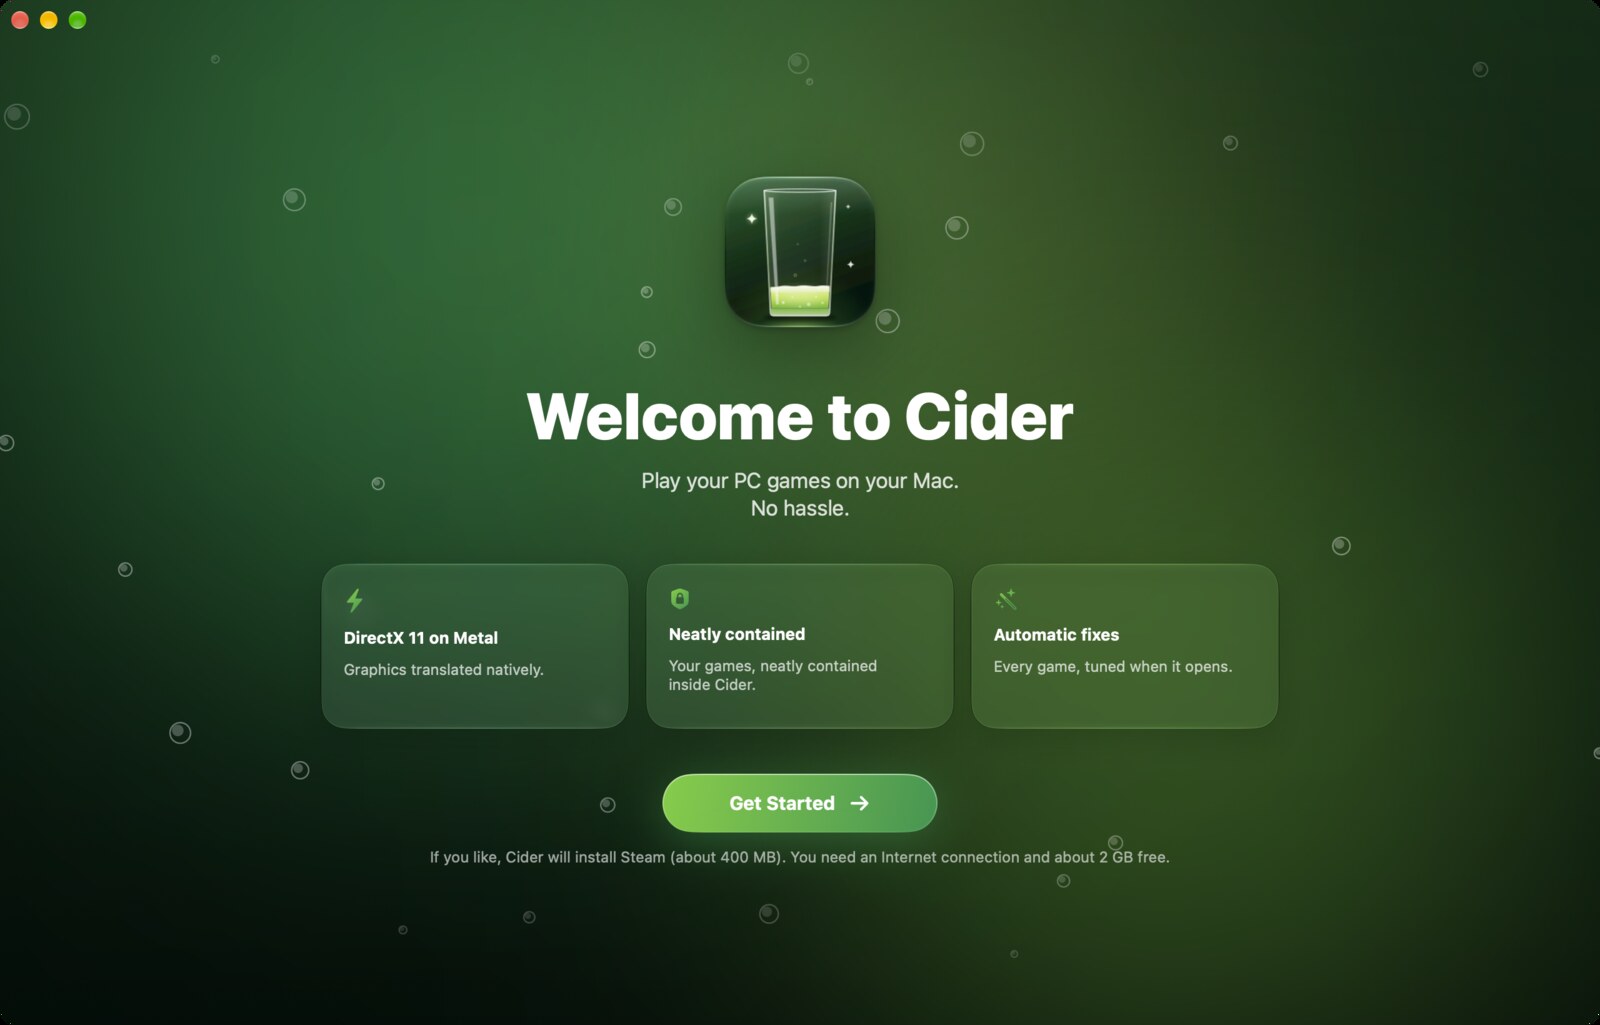 Welcome to Cider
Play your PC games on your Mac.
No hassle.
DirectX 11 on Metal
Graphics translated natively.
Neatly contained
Your games, neatly contained
inside Cider.
Automatic fixes
Every game, tuned when it opens.
Get Started
If you like, Cider will install Steam (about 400 MB). You need an Internet connection and about 2 GB free.